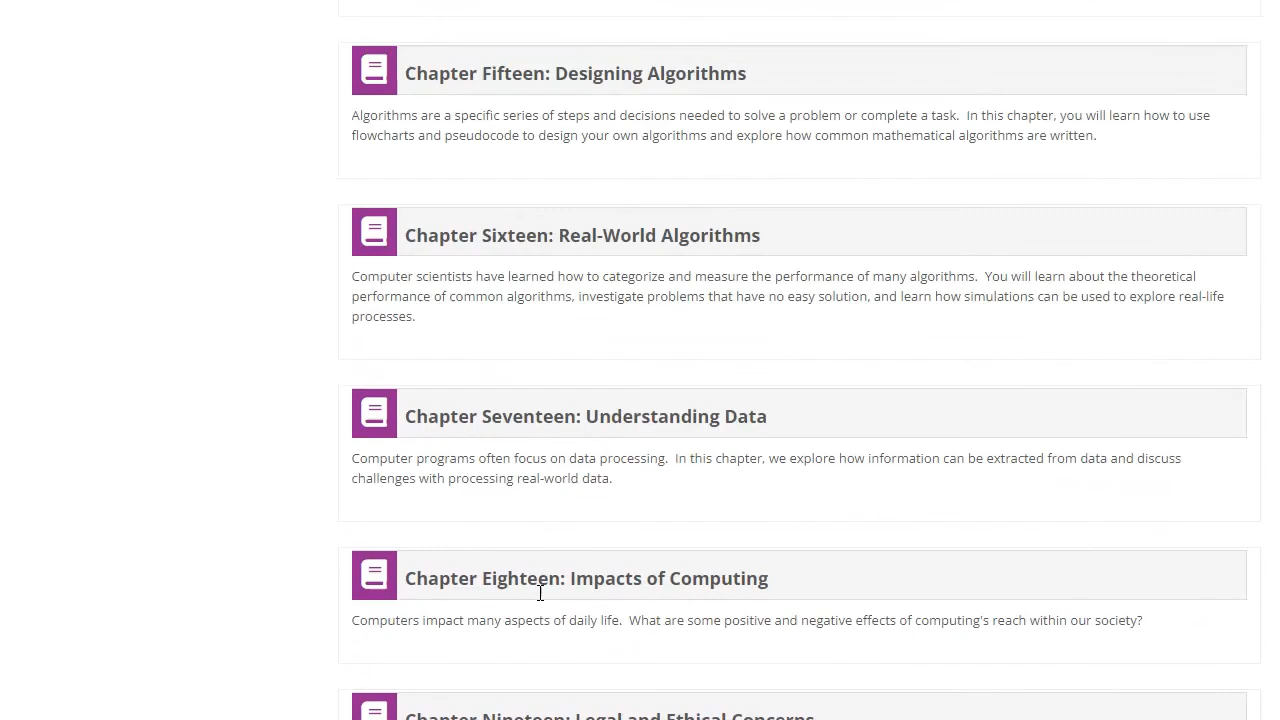 Chapter Fifteen: Designing Algorithms
Algorithms are a specific series of steps and decisions needed to solve a problem or complete a task.  In this chapter, you will learn how to use
flowcharts and pseudocode to design your own algorithms and explore how common mathematical algorithms are written.
Chapter Sixteen: Real-World Algorithms
Computer scientists have learned how to categorize and measure the performance of many algorithms.  You will learn about the theoretical
performance of common algorithms, investigate problems that have no easy solution, and learn how simulations can be used to explore real-life
processes.
Chapter Seventeen: Understanding Data
Computer programs often focus on data processing.  In this chapter, we explore how information can be extracted from data and discuss
challenges with processing real-world data.
Chapter Eighteen: Impacts of Computing
Computers impact many aspects of daily life.  What are some positive and negative effects of computing's reach within our society?
Chapter Nineteen: Legal and Ethical Concerns